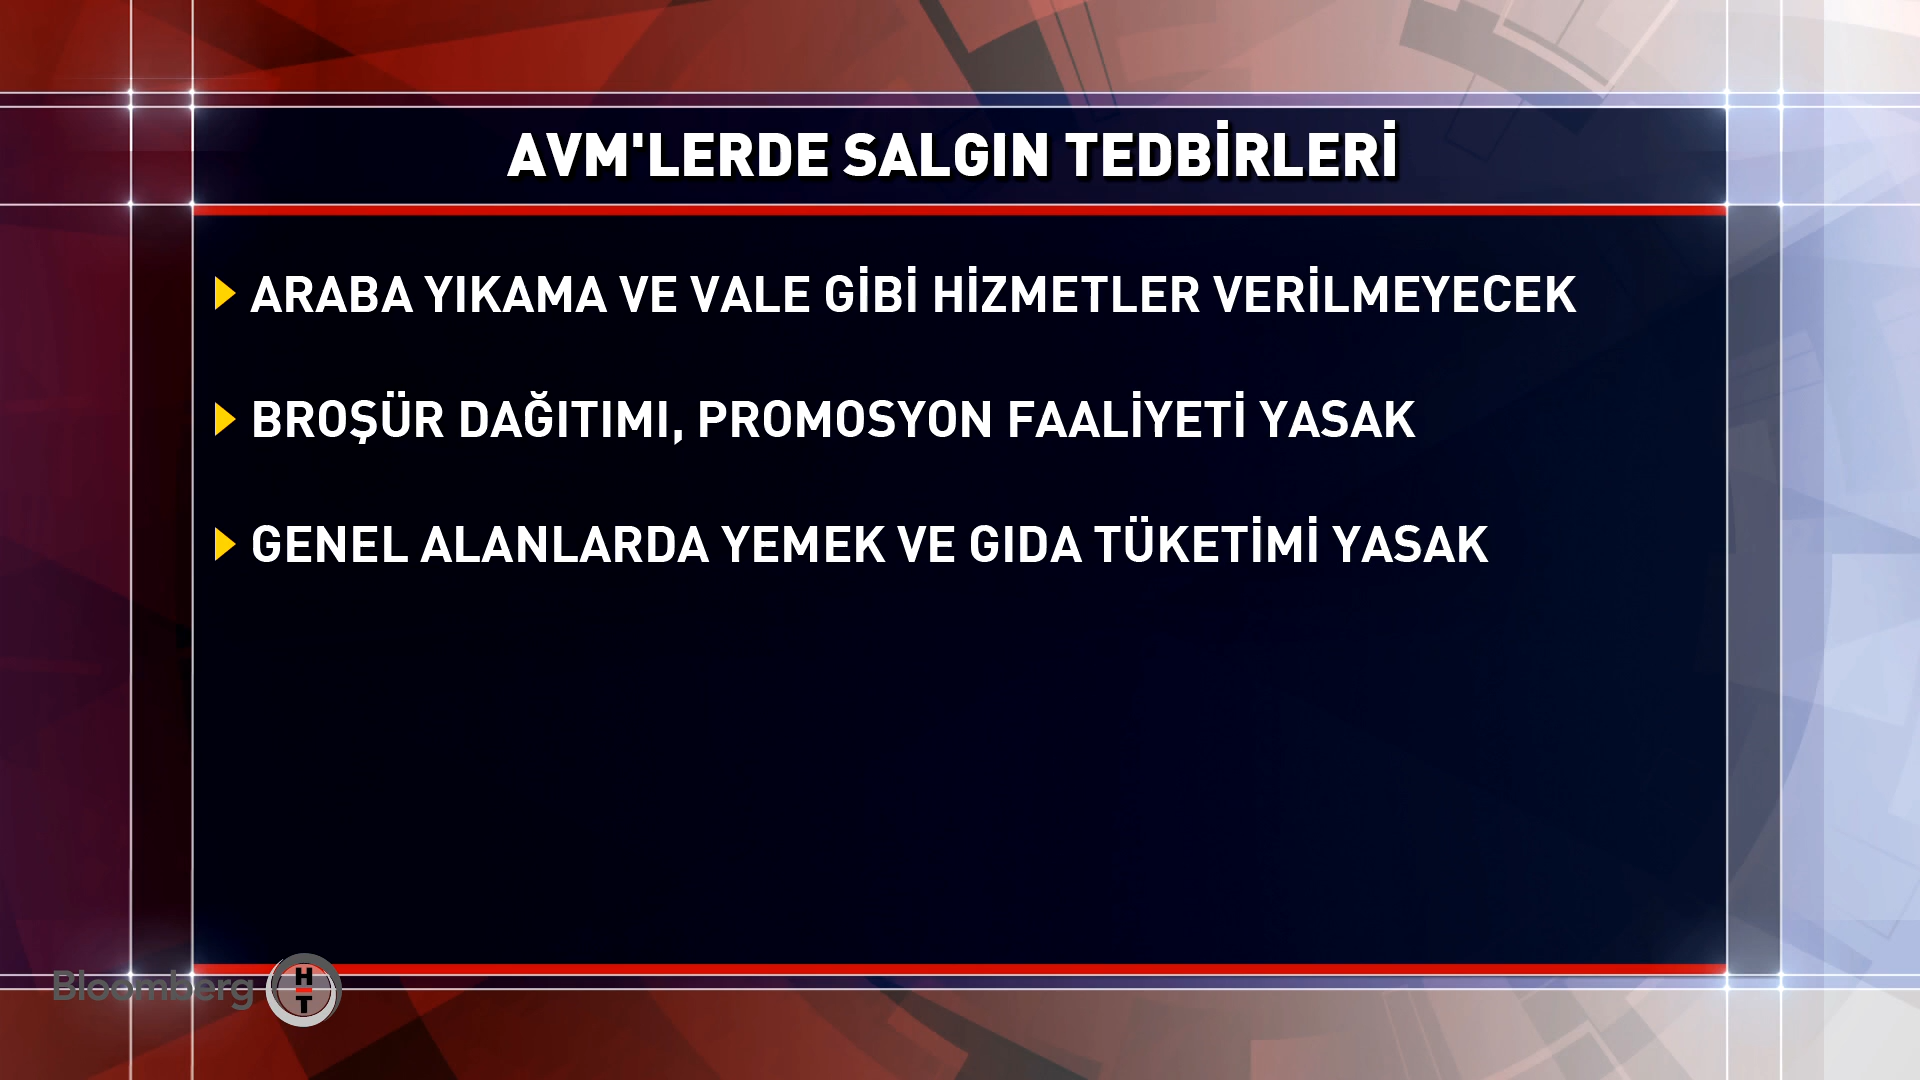 AVM'LERDE SALGIN TEDBİRLERİ
ARABA YIKAMA VE VALE GİBİ HİZMETLER VERİLMEYECEK
BROŞÜR DAĞITIMI, PROMOSYON FAALİYETİ YASAK
GENEL ALANLARDA YEMEK VE GIDA TÜKETİMİ YASAK
Bloomberg HT